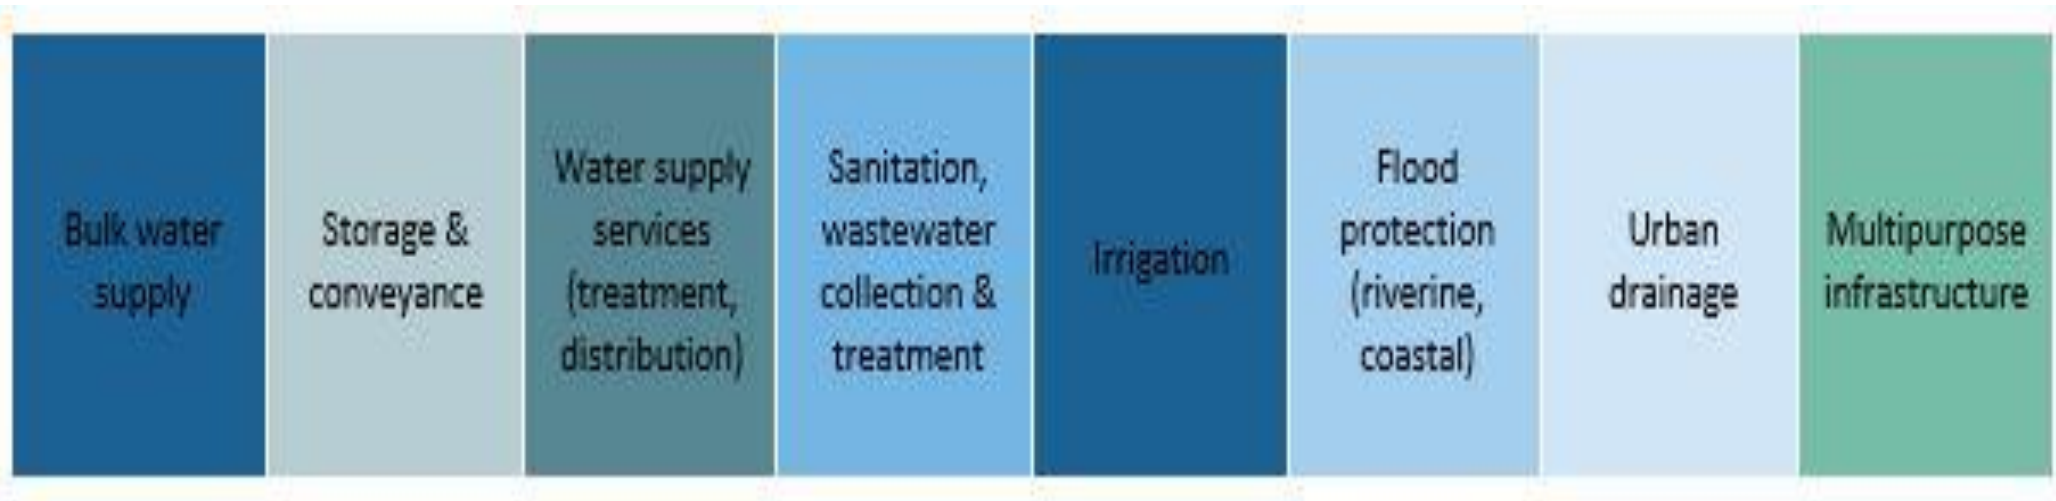 Bulk water
supply
Storage &
conveyance
Water supply
services
(treatment,
distribution)
Sanitation,
wastewater
collection &
treatment
Irrigation
Flood
protection
(riverine,
coastal)
Urban
drainage
Multipurpose
infrastructure